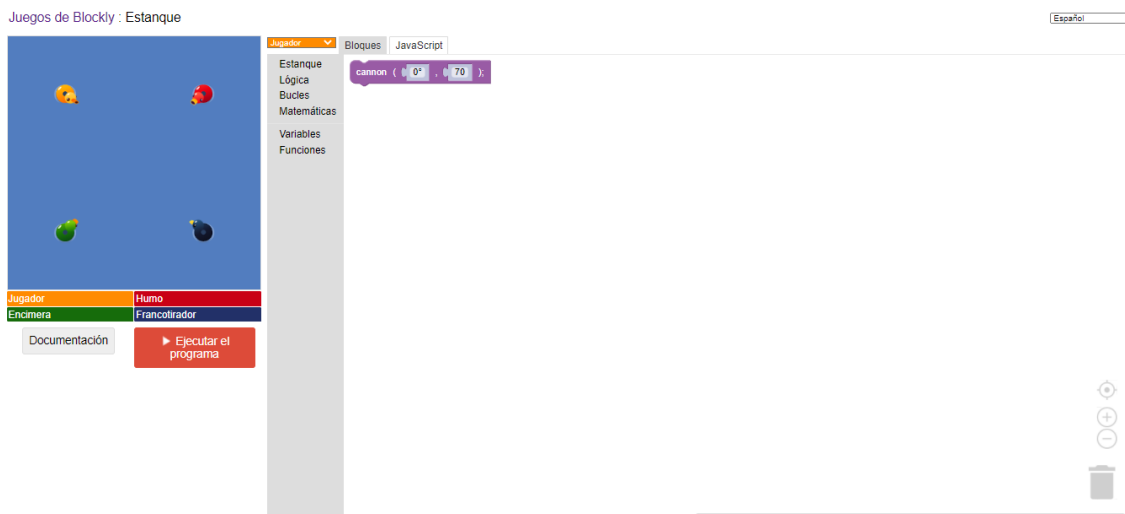 Juegos de Blockly : Estanque
Español
Jugador
Bloques
JavaScript
Estanque
Lógica
Bucles
Matemáticas
Variables
Funciones
cannon ( 0° , 70 );
Jugador
Humo
Encimera
Francotirador
Documentación
Ejecutar el
programa